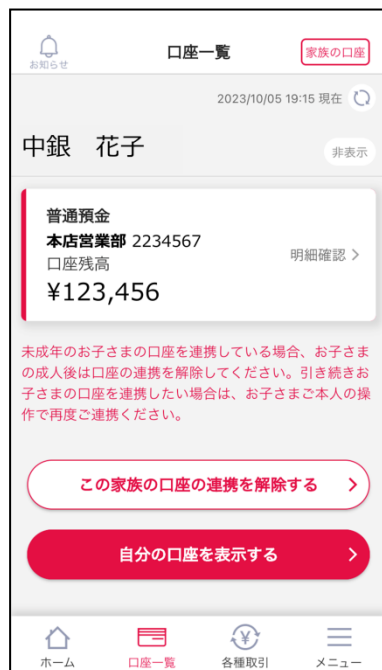 お知らせ
口座一覧
家族の口座
2023/10/05 19:15 現在
中銀　花子
非表示
普通預金
本店営業部 2234567
口座残高
明細確認
¥123,456
未成年のお子さまの口座を連携している場合、お子さま
の成人後は口座の連携を解除してください。引き続きお
子さまの口座を連携したい場合は、お子さまご本人の操
作で再度ご連携ください。
この家族の口座の連携を解除する
自分の口座を表示する
ホーム
口座一覧
各種取引
メニュー